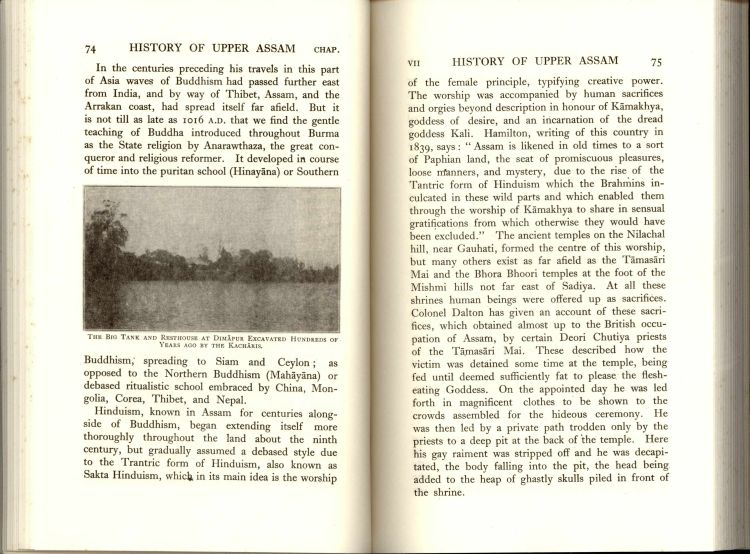 74 HISTORY OF UPPER ASSAM CHAP.
In the centuries preceding his travels in this part
of Asia waves of Buddhism had passed further east
from India, and by way of Thibet, Assam, and the
Arrakan coast, had spread itself far afield. But it
is not till as late as 1016 A.D. that we find the gentle
teaching of Buddha introduced throughout Burma
as the State religion by Anarawthaza, the great con-
queror and religious reformer. It developed in course
of time into the puritan school (Hinayāna) or Southern
THE BIG TANK AND RESTHOUSE AT DIMĀPUR EXCAVATED HUNDREDS OF
YEARS AGO BY THE KACHĀRIS.
Buddhism, spreading to Siam and Ceylon; as
opposed to the Northern Buddhism (Mahāyāna) or
debased ritualistic school embraced by China, Mon-
golia, Corea, Thibet, and Nepal.
Hinduism, known in Assam for centuries along-
side of Buddhism, began extending itself more
thoroughly throughout the land about the ninth
century, but gradually assumed a debased style due
to the Trantric form of Hinduism, also known as
Sakta Hinduism, which in its main idea is the worship
VII HISTORY OF UPPER ASSAM 75
of the female principle, typifying creative power.
The worship was accompanied by human sacrifices
and orgies beyond description in honour of Kāmakhya,
goddess of desire, and an incarnation of the dread
goddess Kali. Hamilton, writing of this country in
1839, says: "Assam is likened in old times to a sort
of Paphian land, the seat of promiscuous pleasures,
loose manners, and mystery, due to the rise of the
Tantric form of Hinduism which the Brahmins in-
culcated in these wild parts and which enabled them
through the worship of Kāmakhya to share in sensual
gratifications from which otherwise they would have
been excluded." The ancient temples on the Nilachal
hill, near Gauhati, formed the centre of this worship,
but many others exist as far afield as the Tāmasāri
Mai and the Bhora Bhoori temples at the foot of the
Mishmi hills not far east of Sadiya. At all these
shrines human beings were offered up as sacrifices.
Colonel Dalton has given an account of these sacri-
fices, which obtained almost up to the British occu-
pation of Assam, by certain Deori Chutiya priests
of the Tāmasāri Mai. These described how the
victim was detained some time at the temple, being
fed until deemed sufficiently fat to please the flesh-
eating Goddess. On the appointed day he was led
forth in magnificent clothes to be shown to the
crowds assembled for the hideous ceremony. He
was then led by a private path trodden only by the
priests to a deep pit at the back of the temple. Here
his gay raiment was stripped off and he was decapi-
tated, the body falling into the pit, the head being
added to the heap of ghastly skulls piled in front of
the shrine.